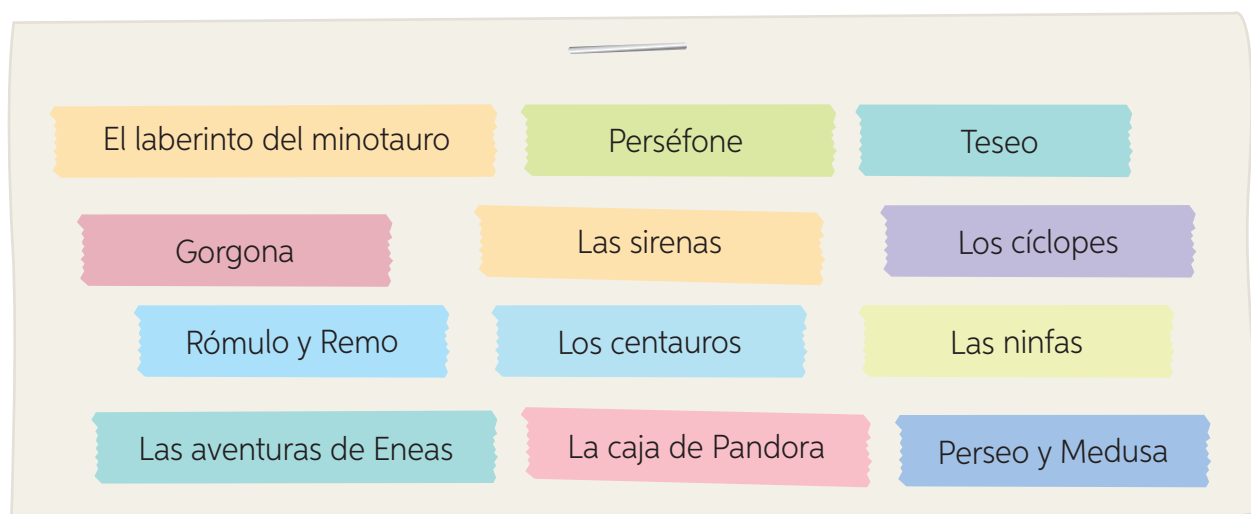 El laberinto del minotauro
Perséfone
Teseo
Gorgona
Las sirenas
Los cíclopes
Rómulo y Remo
Los centauros
Las ninfas
Las aventuras de Eneas
La caja de Pandora
Perseo y Medusa